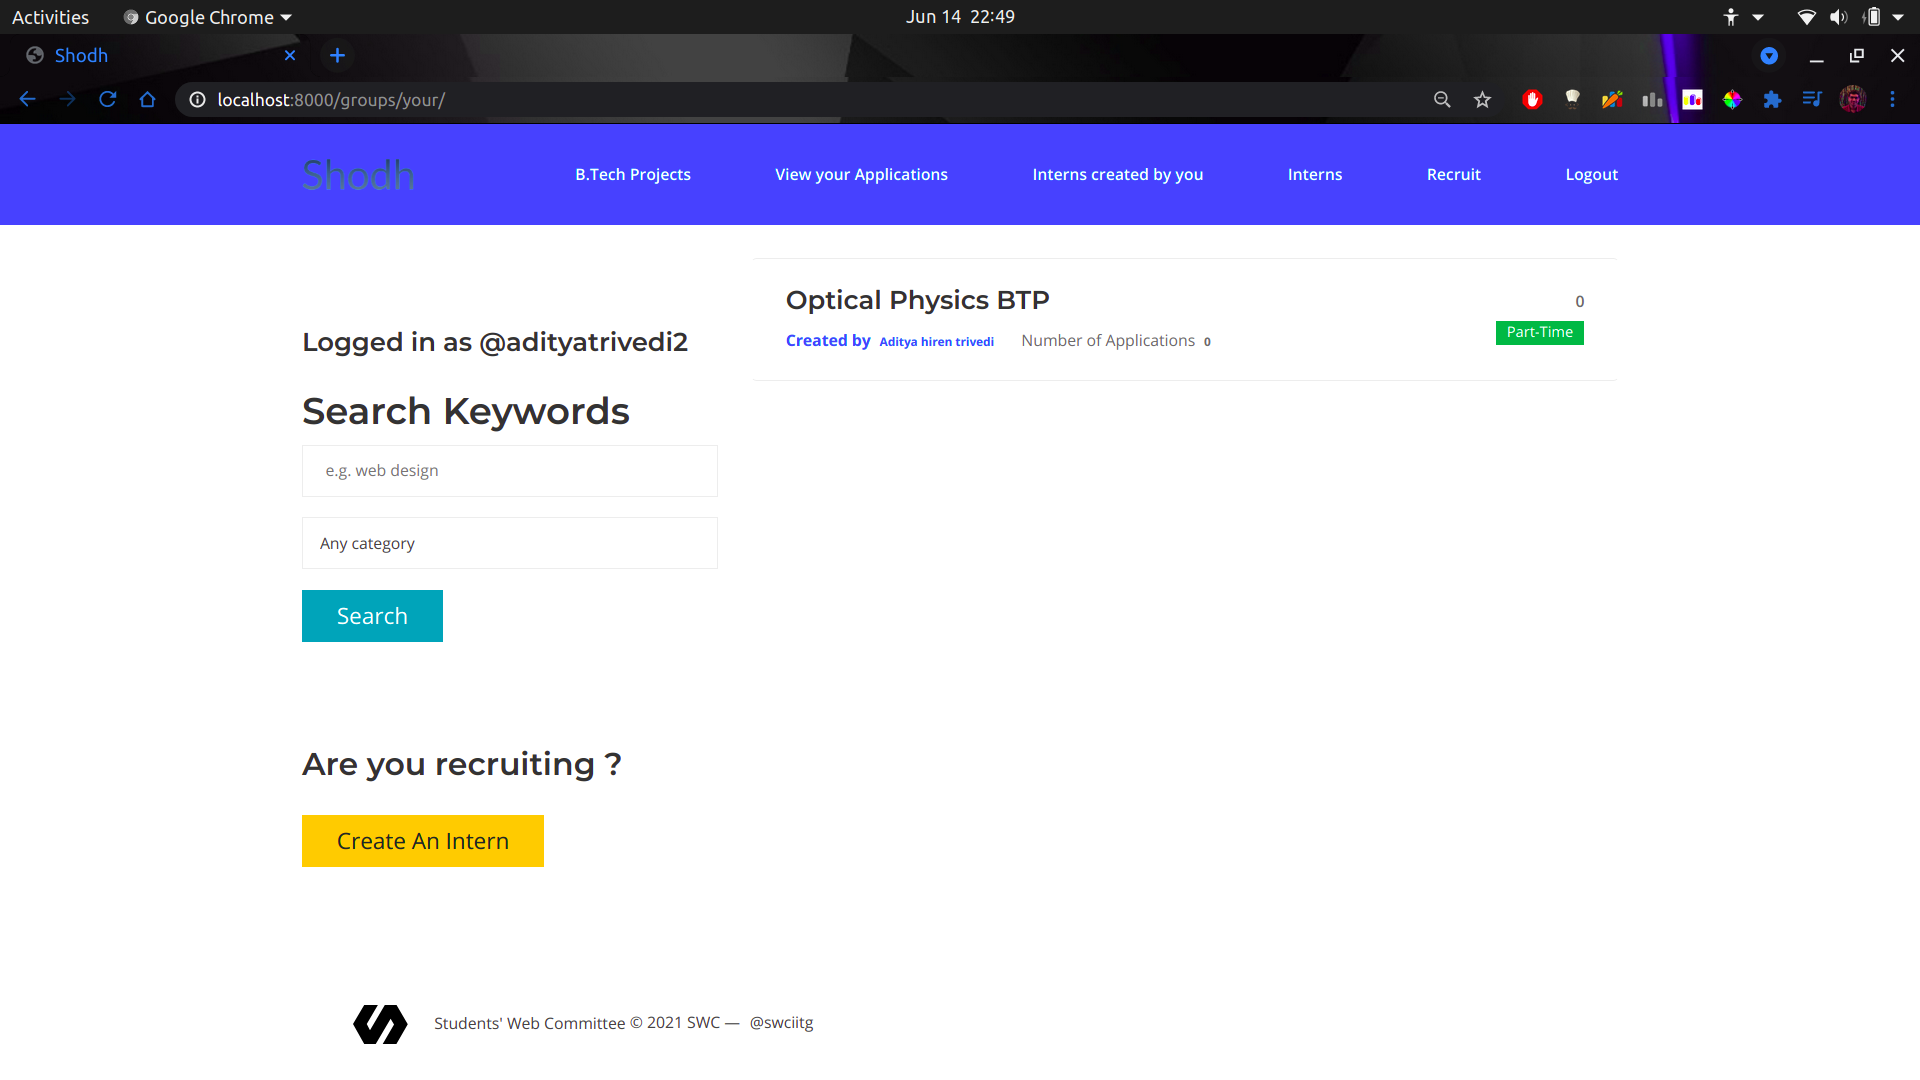 Activities Google Chrome Jun 14 22:49
Shodh
localhost:8000/groups/your/
Shodh B.Tech Projects View your Applications Interns created by you Interns Recruit Logout
Logged in as @adityatrivedi2
Search Keywords
e.g. web design
Any category
Search
Are you recruiting ?
Create An Intern
Optical Physics BTP 0
Created by Aditya hiren trivedi Number of Applications 0 Part-Time
Students' Web Committee © 2021 SWC — @swciitg